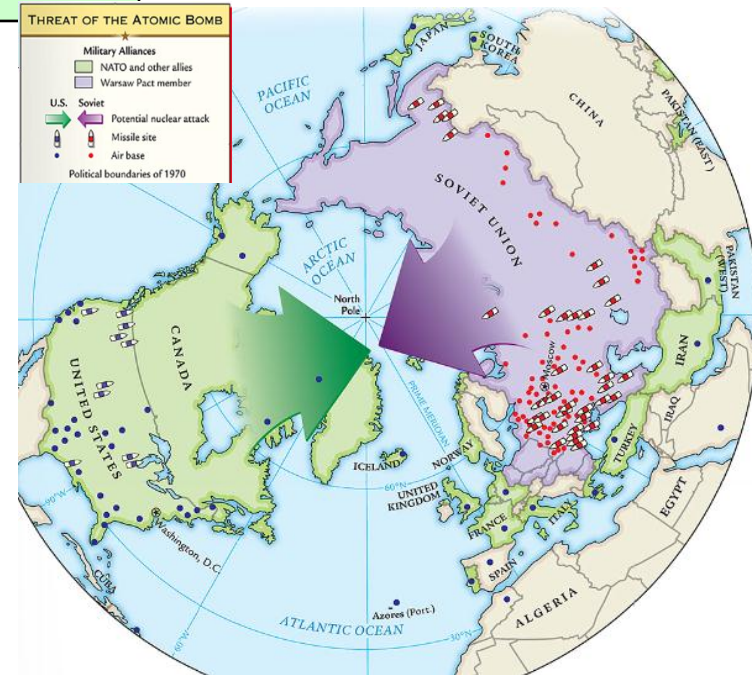 THREAT OF THE ATOMIC BOMB
Military Alliances
NATO and other allies
Warsaw Pact member
U.S. Soviet
Potential nuclear attack
Missile site
Air base
Political boundaries of 1970
JAPAN
SOUTH
KOREA
PACIFIC
OCEAN
CHINA
PAKISTAN (EAST)
SOVIET UNION
ARCTIC
OCEAN
PAKISTAN
(WEST)
North
Pole
CANADA
IRAN
Moscow
UNITED STATES
PRIME MERIDIAN
IRAQ
TURKEY
NORWAY
ICELAND
60°N
UNITED
KINGDOM
90°W
EGYPT
FRANCE
ITALY
Washington, D.C.
SPAIN
CUBA
Azores (Port.)
ALGERIA
ATLANTIC OCEAN
30°N
60°W